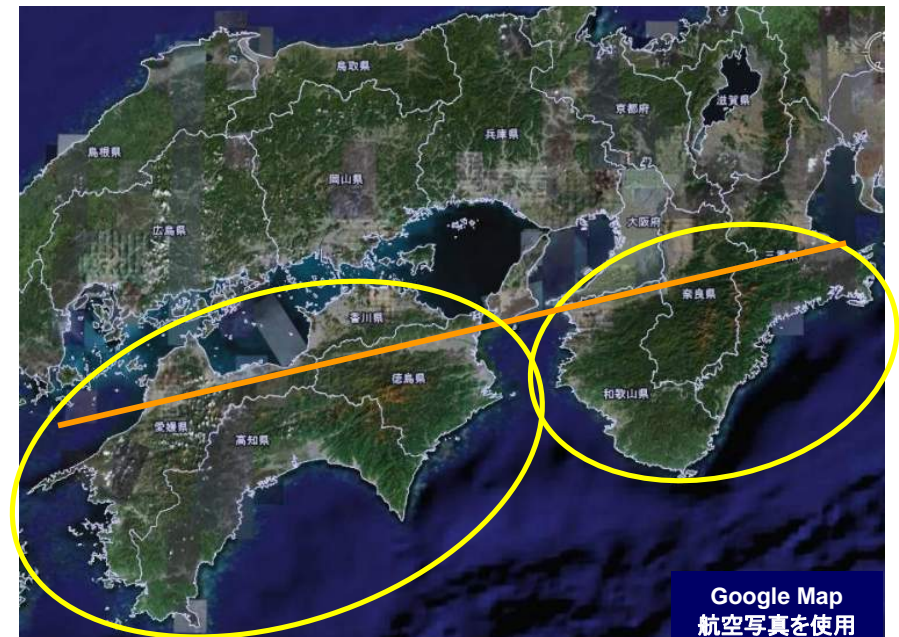 鳥取県
京都府
滋賀県
兵庫県
島根県
岡山県
大阪府
広島県
三重県
奈良県
香川県
徳島県
和歌山県
愛媛県
高知県
Google Map
航空写真を使用